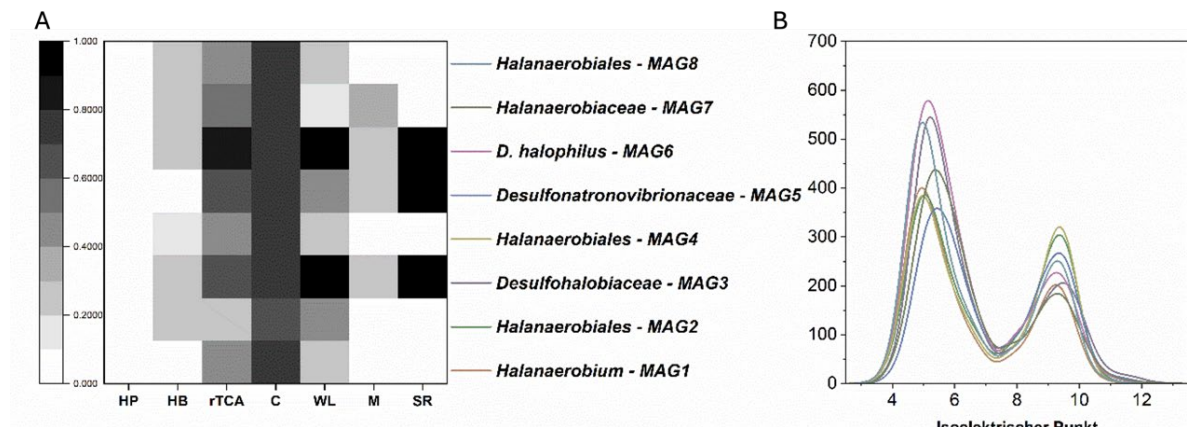 A
1.000
0.8000
0.6000
0.4000
0.2000
0.000
HP HB rTCA C WL M SR
Halanaerobiales - MAG8
Halanaerobiaceae - MAG7
D. halophilus - MAG6
Desulfonatronovibrionaceae - MAG5
Halanaerobiales - MAG4
Desulfohalobiaceae - MAG3
Halanaerobiales - MAG2
Halanaerobium - MAG1
B
700
600
500
400
300
200
100
0
4 6 8 10 12
Isoelektrischer Punkt